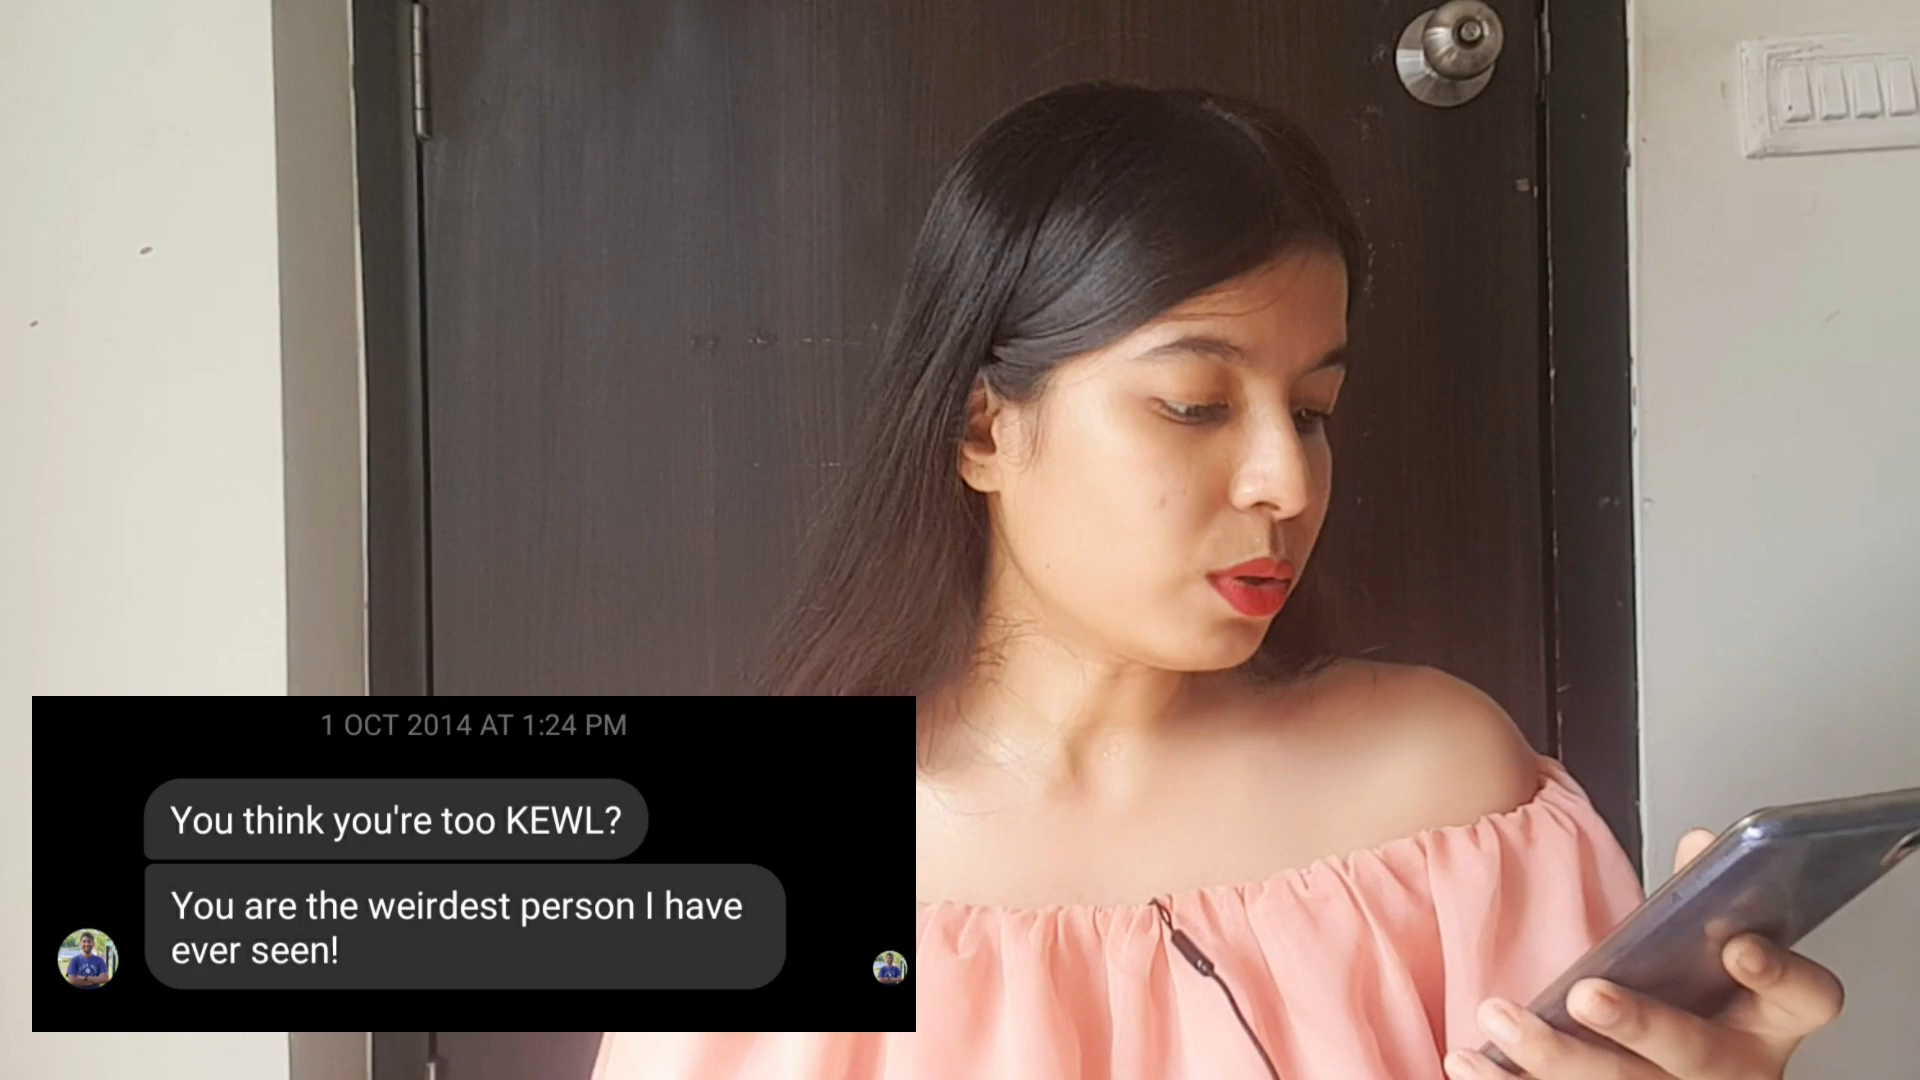 1 OCT 2014 AT 1:24 PM
You think you're too KEWL?
You are the weirdest person I have
ever seen!